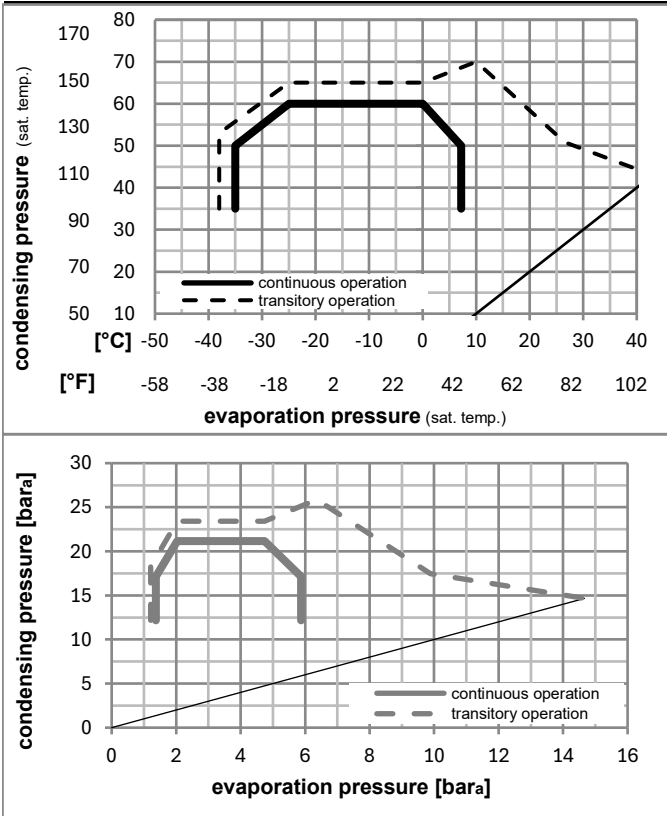 condensing pressure (sat. temp.)
170 80
150 70
60
130 50
110 40
90 30
70 20
50 10
continuous operation
transitory operation
[°C] -50 -40 -30 -20 -10 0 10 20 30 40
[°F] -58 -38 -18 2 22 42 62 82 102
evaporation pressure (sat. temp.)
condensing pressure [bara]
30
25
20
15
10
5
0
continuous operation
transitory operation
0 2 4 6 8 10 12 14 16
evaporation pressure [bara]